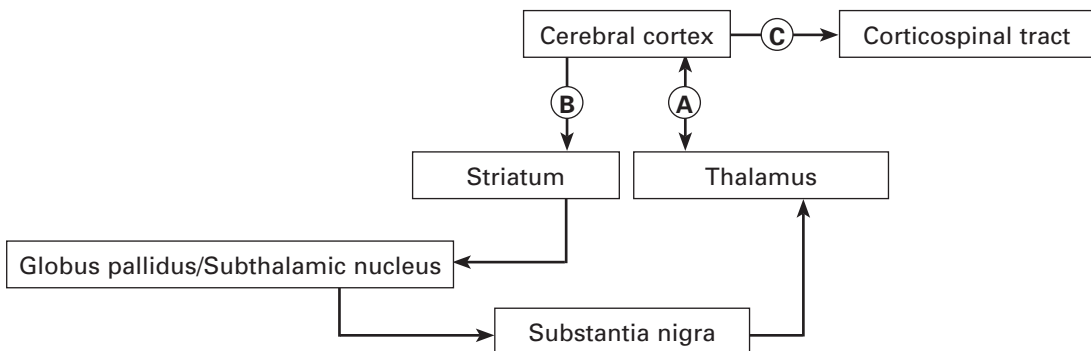 Cerebral cortex
C
Corticospinal tract
B
A
Striatum
Thalamus
Globus pallidus/Subthalamic nucleus
Substantia nigra